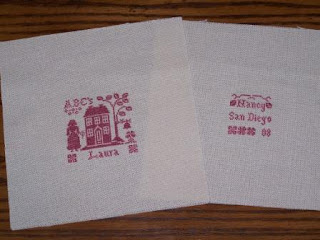 ABC's
Laura
Nancy
San Diego
08